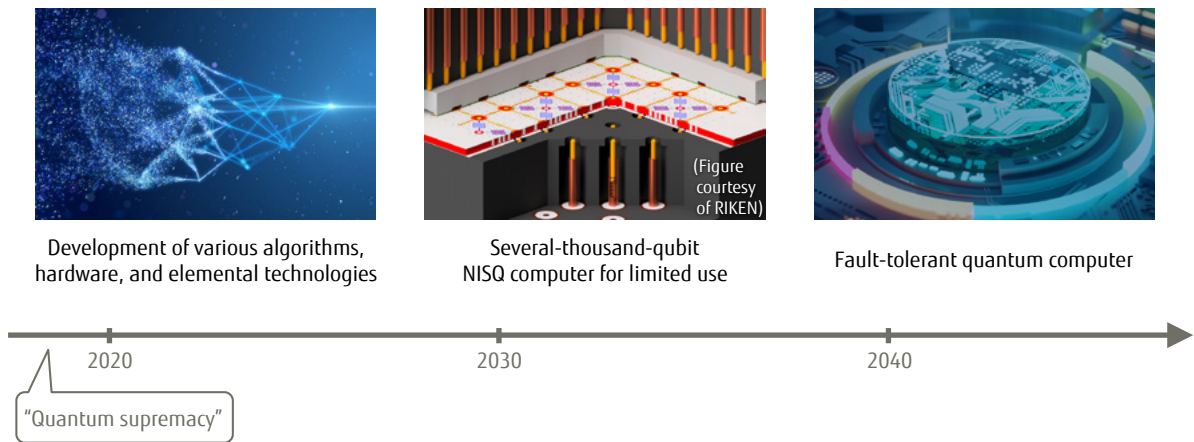 (Figure
courtesy
of RIKEN)
Development of various algorithms,
hardware, and elemental technologies
Several-thousand-qubit
NISQ computer for limited use
Fault-tolerant quantum computer
2020
2030
2040
“Quantum supremacy”